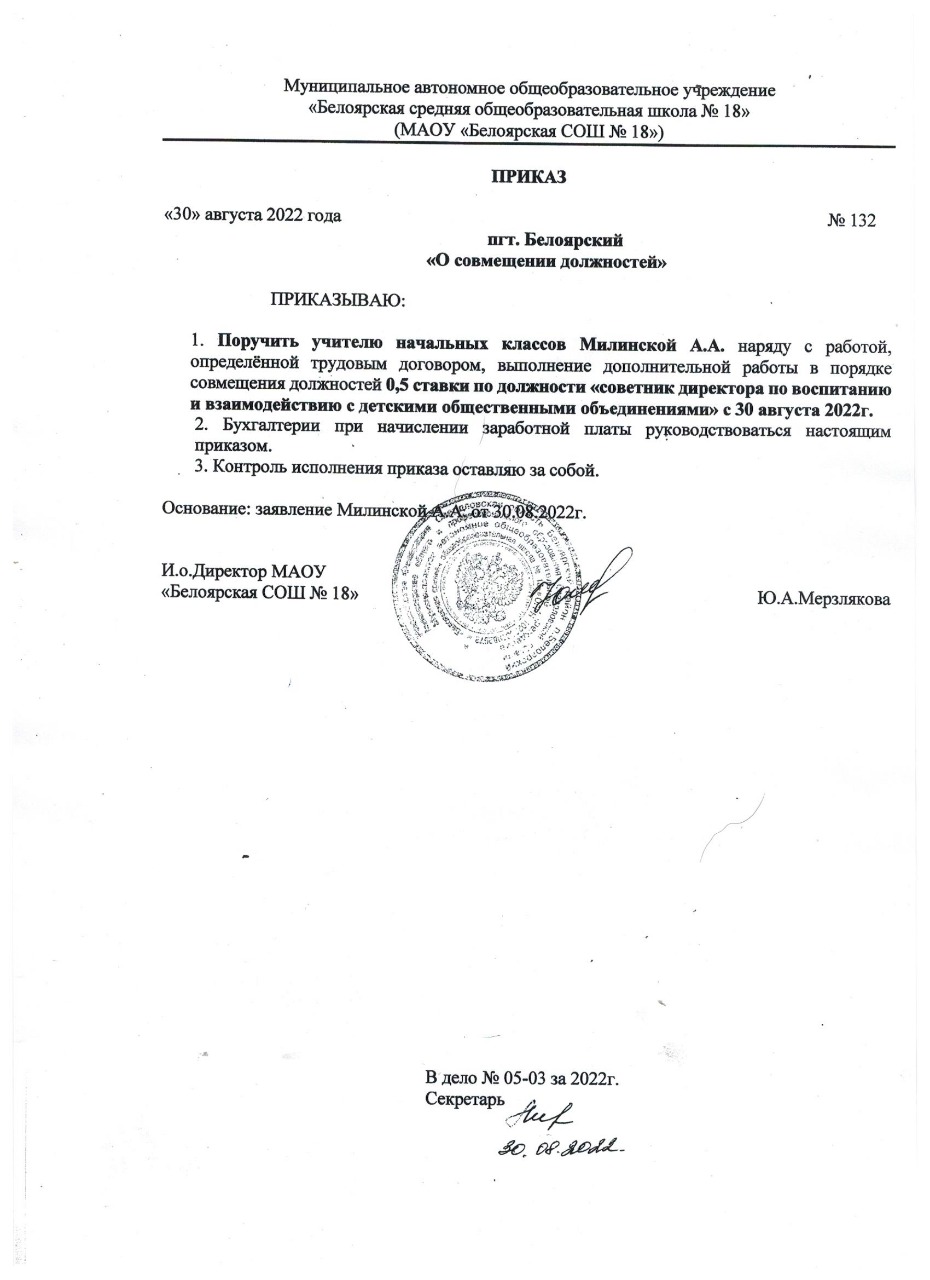 Муниципальное автономное общеобразовательное учреждение
«Белоярская средняя общеобразовательная школа № 18»
(МАОУ «Белоярская СОШ № 18»)
ПРИКАЗ
«30» августа 2022 года № 132
пгт. Белоярский
«О совмещении должностей»
ПРИКАЗЫВАЮ:
1. Поручить учителю начальных классов Милинской А.А. наряду с работой,
определённой трудовым договором, выполнение дополнительной работы в порядке
совмещения должностей 0,5 ставки по должности «советник директора по воспитанию
и взаимодействию с детскими общественными объединениями» с 30 августа 2022г.
2. Бухгалтерии при начислении заработной платы руководствоваться настоящим
приказом.
3. Контроль исполнения приказа оставляю за собой.
Основание: заявление Милинской А.А. от 30.08.2022г.
И.о.Директор МАОУ
«Белоярская СОШ № 18» Ю.А.Мерзлякова
В дело № 05-03 за 2022г.
Секретарь
30.08.2022.